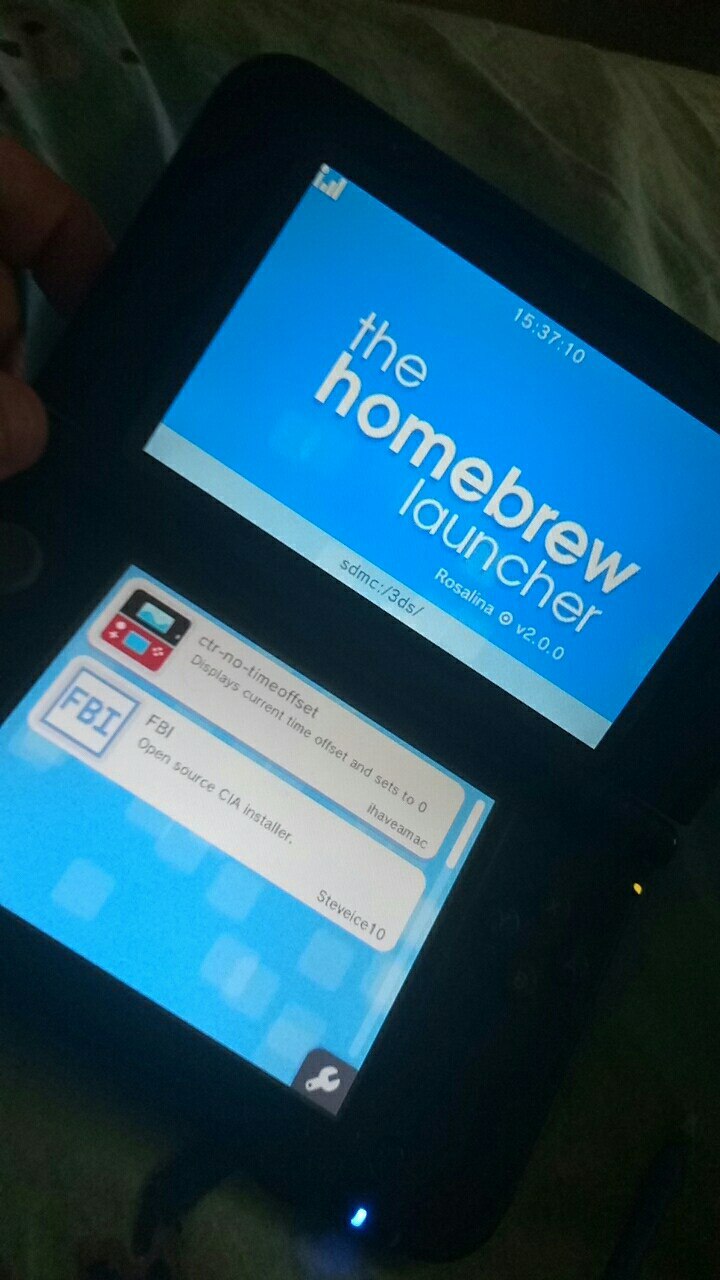 15:37:10
the
homebrew
launcher
Rosalina ⊙ v2.0.0
sdmc:/3ds/
ctr-no-timeoffset
Displays current time offset and sets to 0
ihaveamac
FBI
FBI
Open source CIA installer.
Steveice10